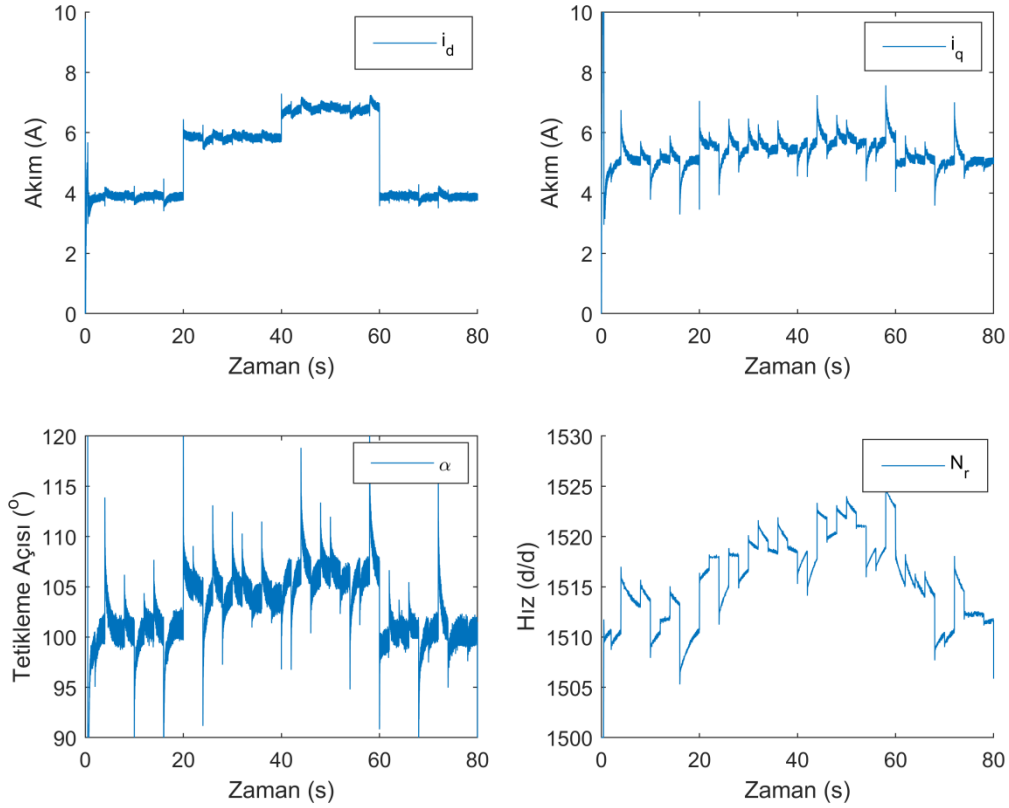 10
8
6
4
2
0
0 20 40 60 80
Akım (A)
Zaman (s)
i_d
10
8
6
4
2
0
0 20 40 60 80
Akım (A)
Zaman (s)
i_q
120
115
110
105
100
95
90
0 20 40 60 80
Tetikleme Açısı (°)
Zaman (s)
α
1530
1525
1520
1515
1510
1505
1500
0 20 40 60 80
Hız (d/d)
Zaman (s)
N_r